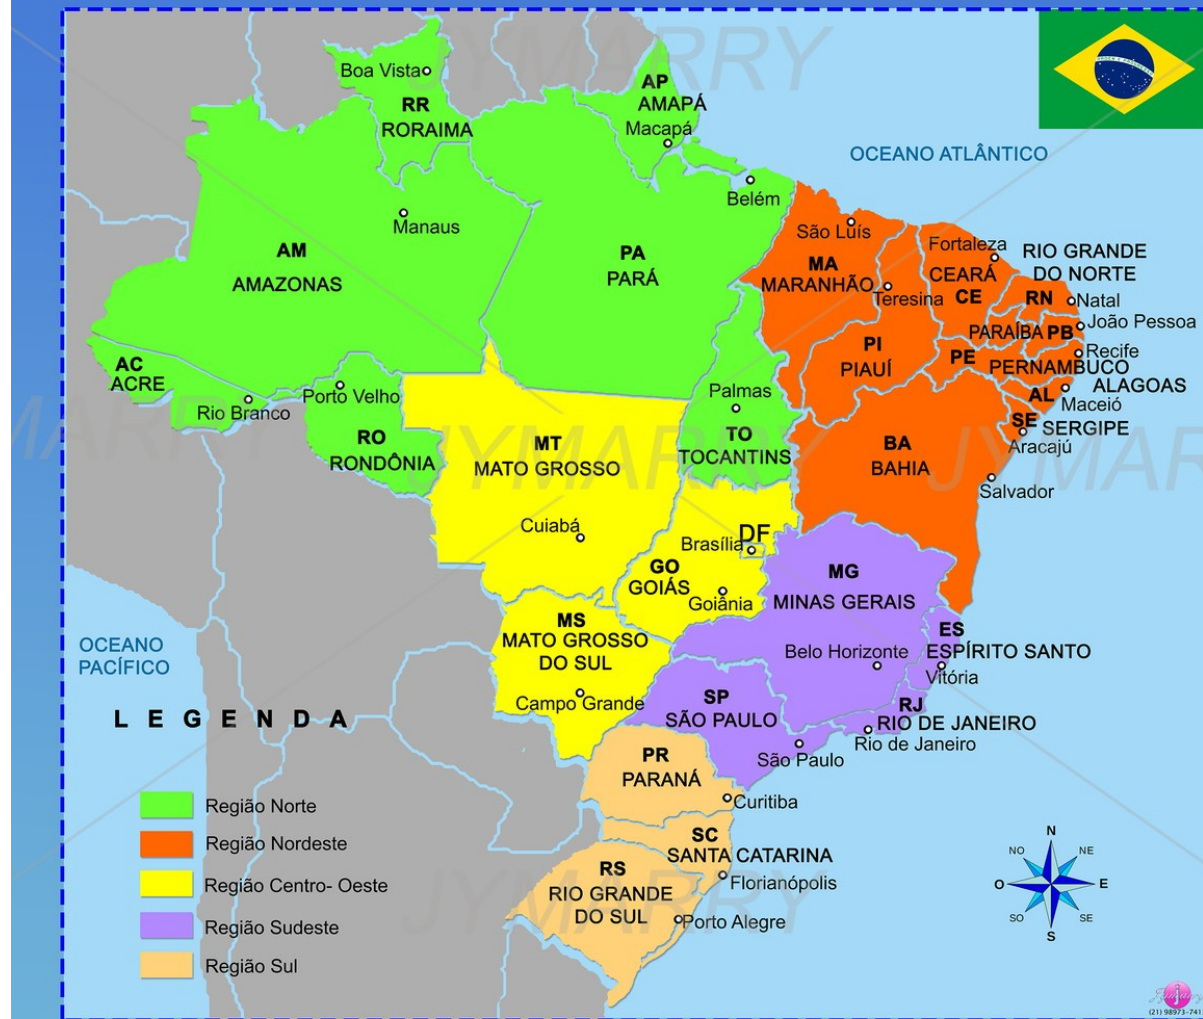 JYMARRY
Boa Vista
RR
RORAIMA
AP
AMAPÁ
Macapá
OCEANO ATLÂNTICO
Belém
Manaus
AM
AMAZONAS
PA
PARÁ
São Luís
MA
MARANHÃO
Teresina
Fortaleza
CEARÁ
CE
RIO GRANDE
DO NORTE
RN
Natal
João Pessoa
PARAÍBA PB
PI
PIAUÍ
PE
PERNAMBUCO
Recife
ALAGOAS
AL
Maceió
SE SERGIPE
Aracajú
AC
ACRE
Rio Branco
Porto Velho
RO
RONDÔNIA
MT
MATO GROSSO
Cuiabá
Palmas
TO
TOCANTINS
BA
BAHIA
Salvador
MARRY
JYMARRY
JYMAR
DF
Brasília
GO
GOIÁS
Goiânia
MG
MINAS GERAIS
Belo Horizonte
ES
ESPÍRITO SANTO
Vitória
MS
MATO GROSSO
DO SUL
Campo Grande
SP
SÃO PAULO
São Paulo
RJ
RIO DE JANEIRO
Rio de Janeiro
OCEANO
PACÍFICO
PR
PARANÁ
Curitiba
SC
SANTA CATARINA
Florianópolis
RS
RIO GRANDE
DO SUL
Porto Alegre
JYMARRY
LEGENDA
Região Norte
Região Nordeste
Região Centro- Oeste
Região Sudeste
Região Sul
N
NO
NE
O
E
SO
SE
S